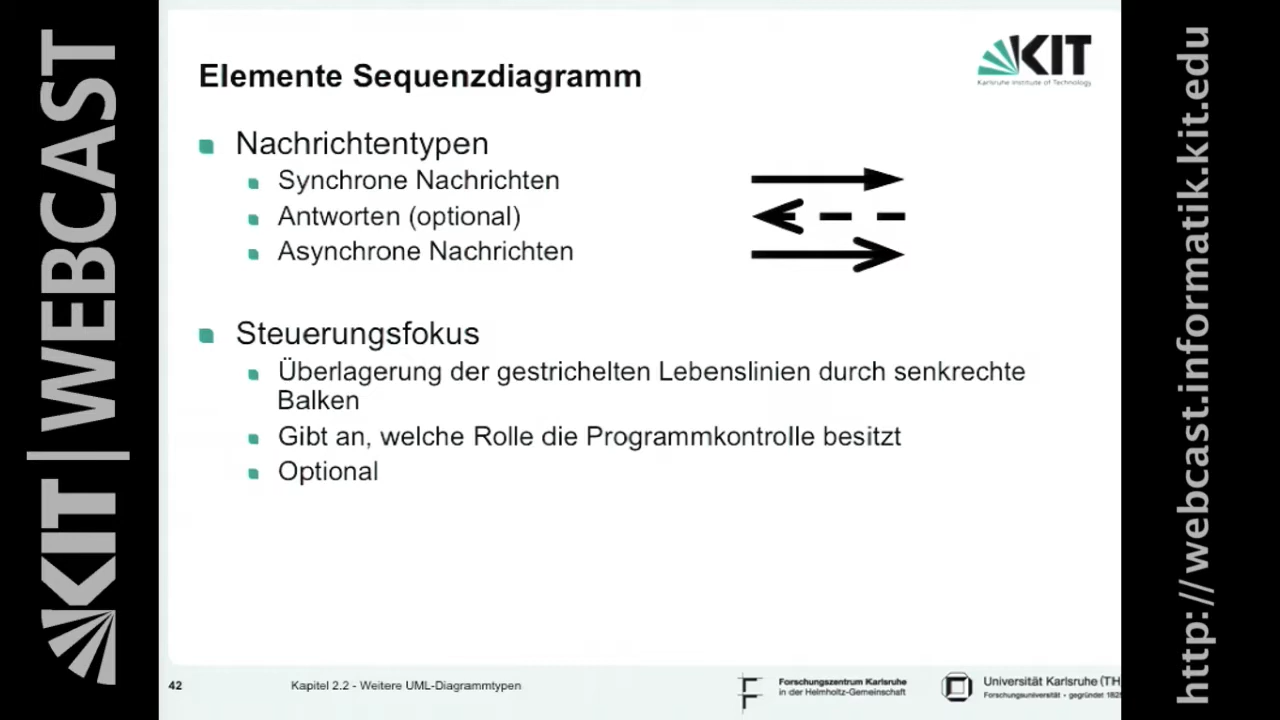 KIT | WEBCAST
Elemente Sequenzdiagramm
KIT
Karlsruhe Institute of Technology
Nachrichtentypen
Synchrone Nachrichten
Antworten (optional)
Asynchrone Nachrichten
Steuerungsfokus
Überlagerung der gestrichelten Lebenslinien durch senkrechte
Balken
Gibt an, welche Rolle die Programmkontrolle besitzt
Optional
42
Kapitel 2.2 - Weitere UML-Diagrammtypen
Forschungszentrum Karlsruhe
in der Helmholtz-Gemeinschaft
Universität Karlsruhe (TH
Forschungsuniversität • gegründet 182
http://webcast.informatik.kit.edu